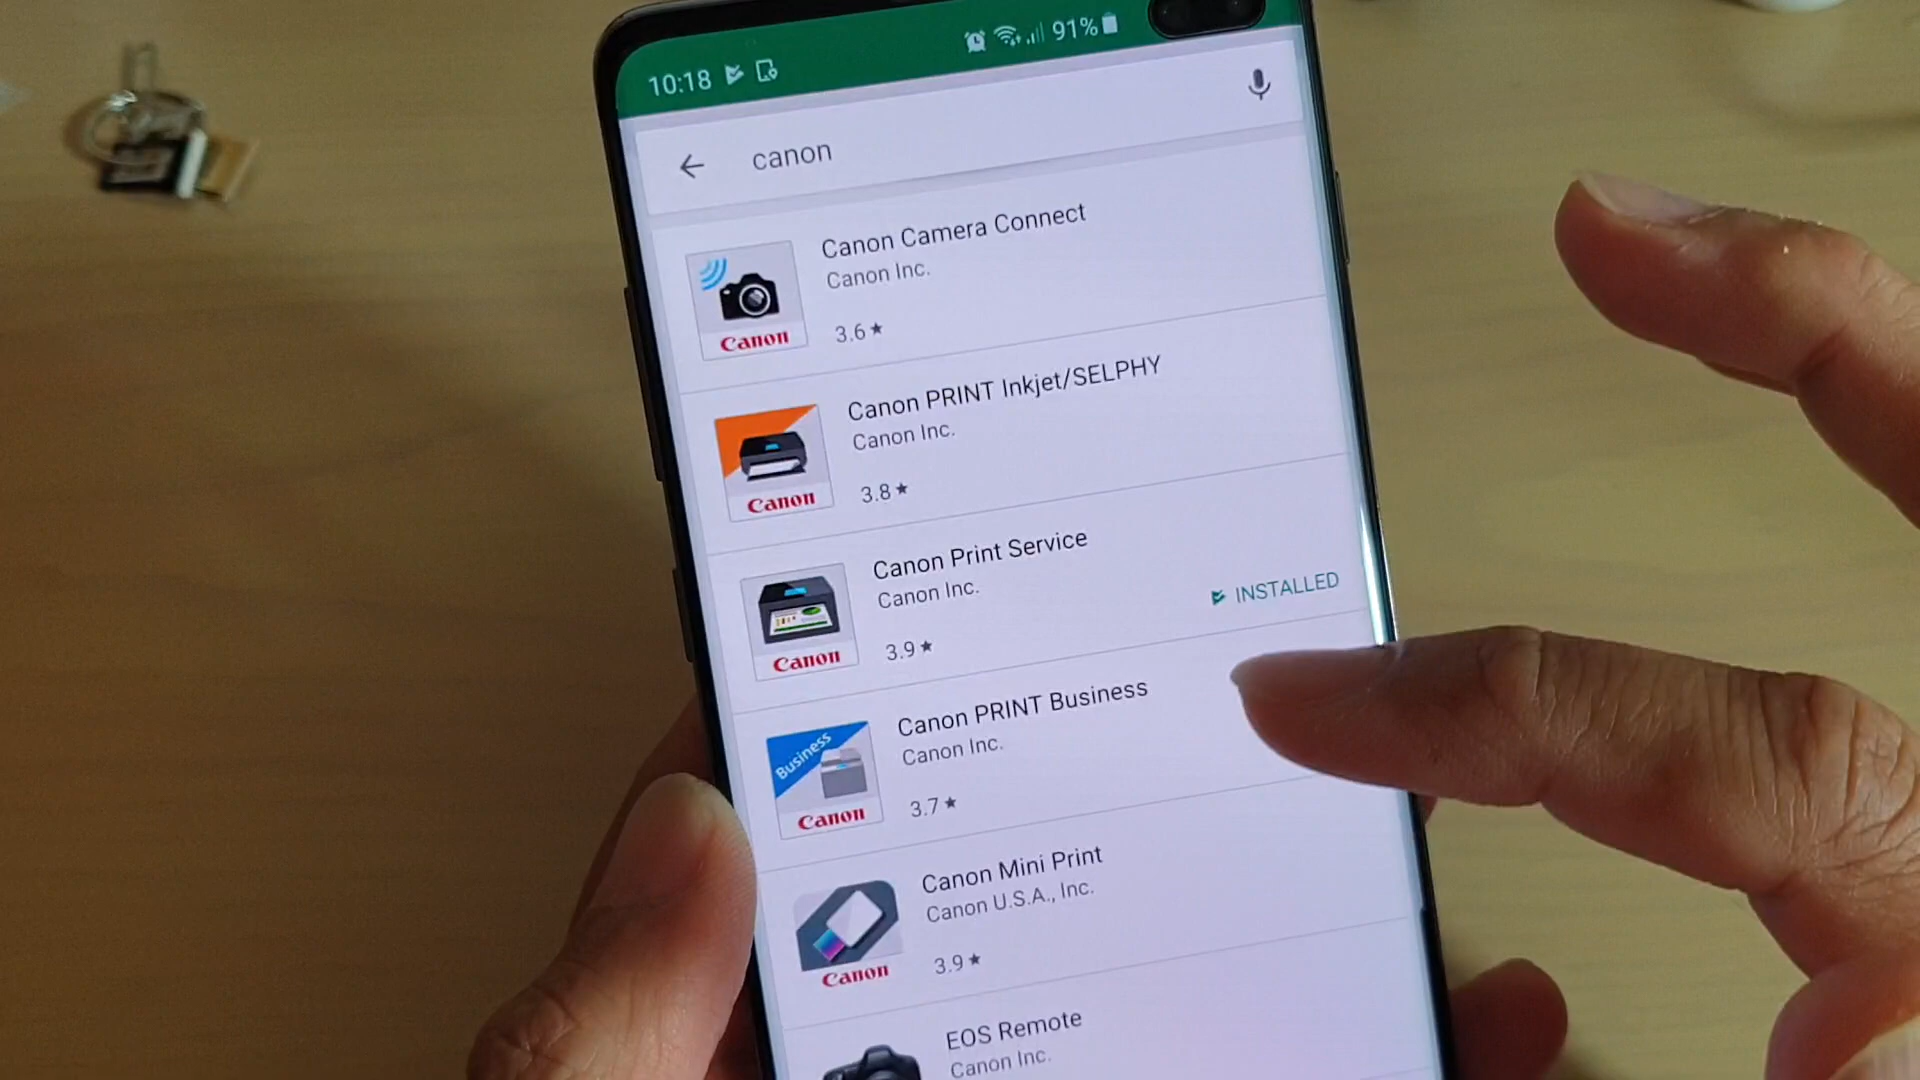 10:18 91%
canon
Canon Camera Connect
Canon Inc.
3.6★
Canon
Canon PRINT Inkjet/SELPHY
Canon Inc.
3.8★
Canon
Canon Print Service
Canon Inc.
INSTALLED
3.9★
Canon
Canon PRINT Business
Canon Inc.
Business
3.7★
Canon
Canon Mini Print
Canon U.S.A., Inc.
3.9★
Canon
EOS Remote
Canon Inc.